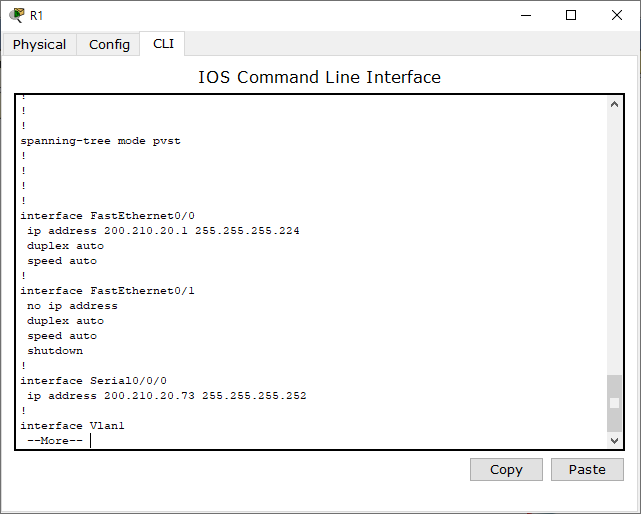 R1
Physical Config CLI
IOS Command Line Interface
!
!
!
spanning-tree mode pvst
!
!
!
!
interface FastEthernet0/0
 ip address 200.210.20.1 255.255.255.224
 duplex auto
 speed auto
!
interface FastEthernet0/1
 no ip address
 duplex auto
 speed auto
 shutdown
!
interface Serial0/0/0
 ip address 200.210.20.73 255.255.255.252
!
interface Vlan1
 --More--
Copy Paste